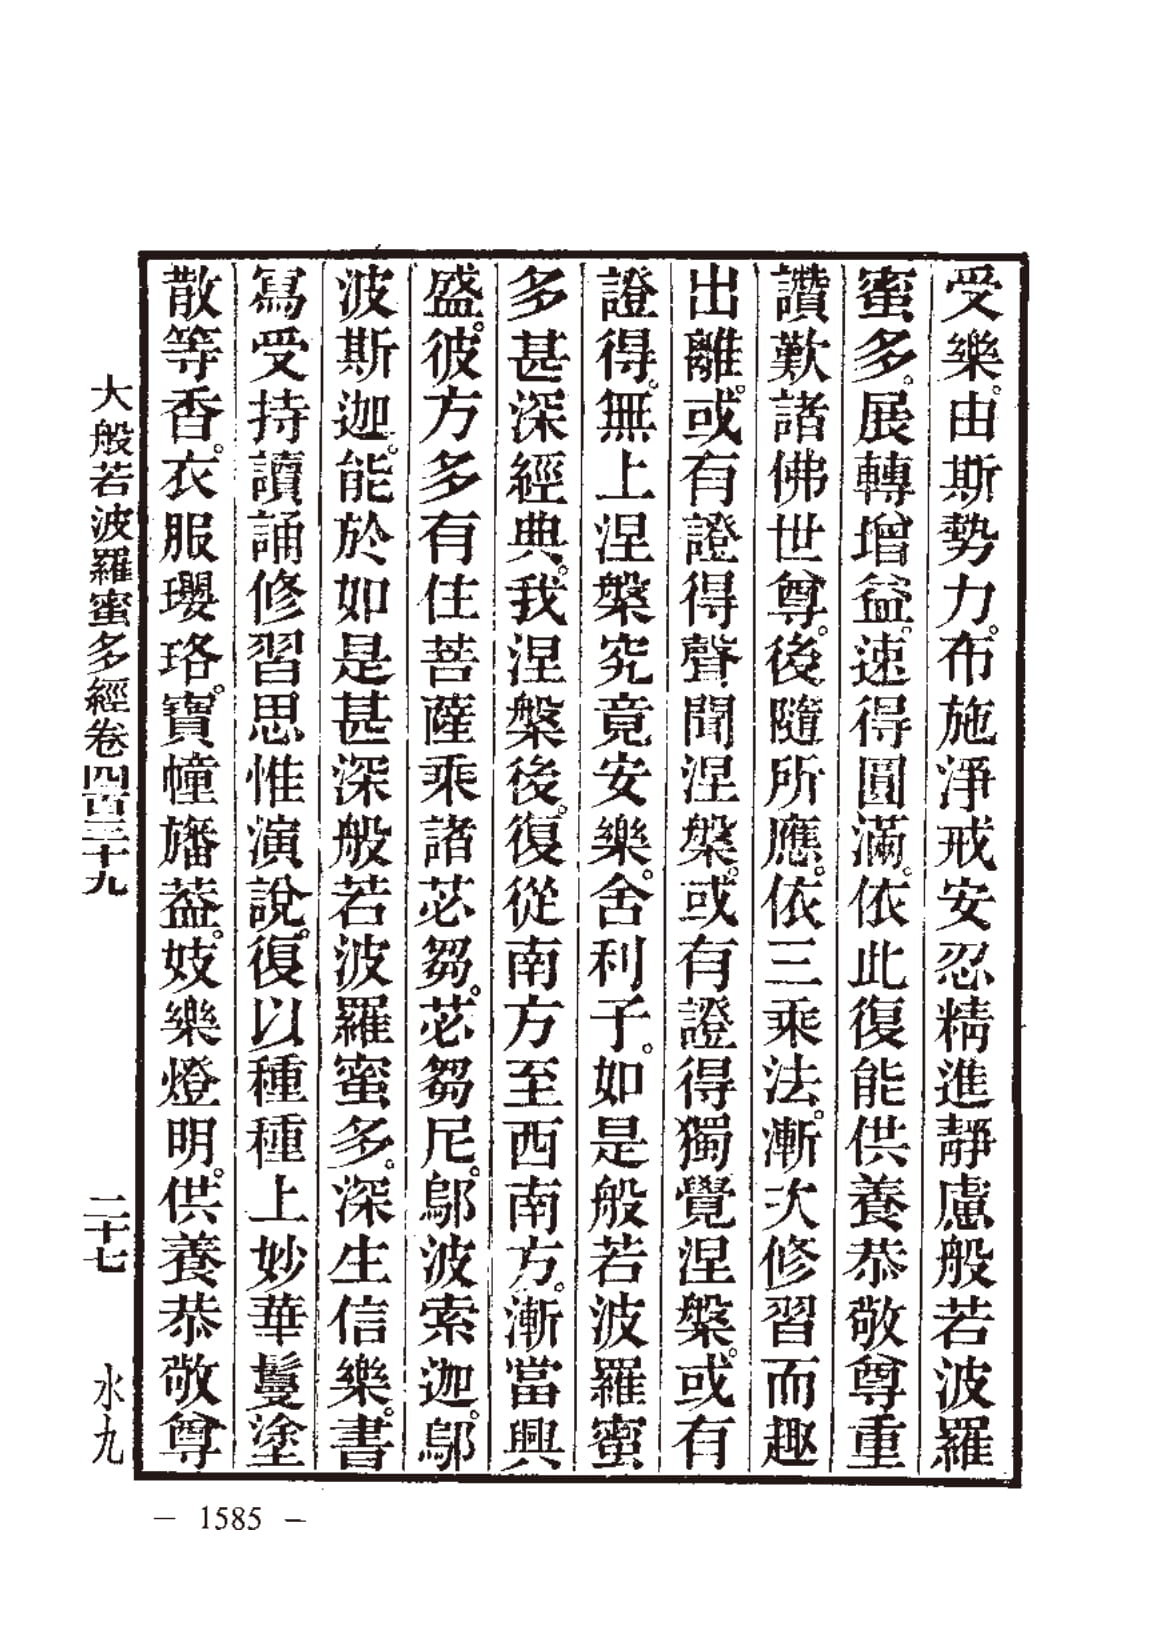 受樂。由斯勢力。布施淨戒安忍精進靜慮般若波羅
蜜多。展轉增益。速得圓滿。依此復能供養恭敬尊重
讚歎諸佛世尊。後隨所應。依三乘法。漸次修習而趣
出離。或有證得聲聞涅槃。或有證得獨覺涅槃。或有
證得。無上涅槃究竟安樂。舍利子。如是般若波羅蜜
多甚深經典。我涅槃後。復從南方至西南方。漸當興
盛。彼方多有住菩薩乘諸苾芻。苾芻尼。鄔波索迦。鄔
波斯迦。能於如是甚深般若波羅蜜多。深生信樂。書
寫受持讀誦修習思惟演說。復以種種上妙華鬘塗
散等香。衣服瓔珞。寶幢旛葢。妓樂燈明。供養恭敬尊
大般若波羅蜜多經卷四百三十九 二十七 水九
— 1585 —